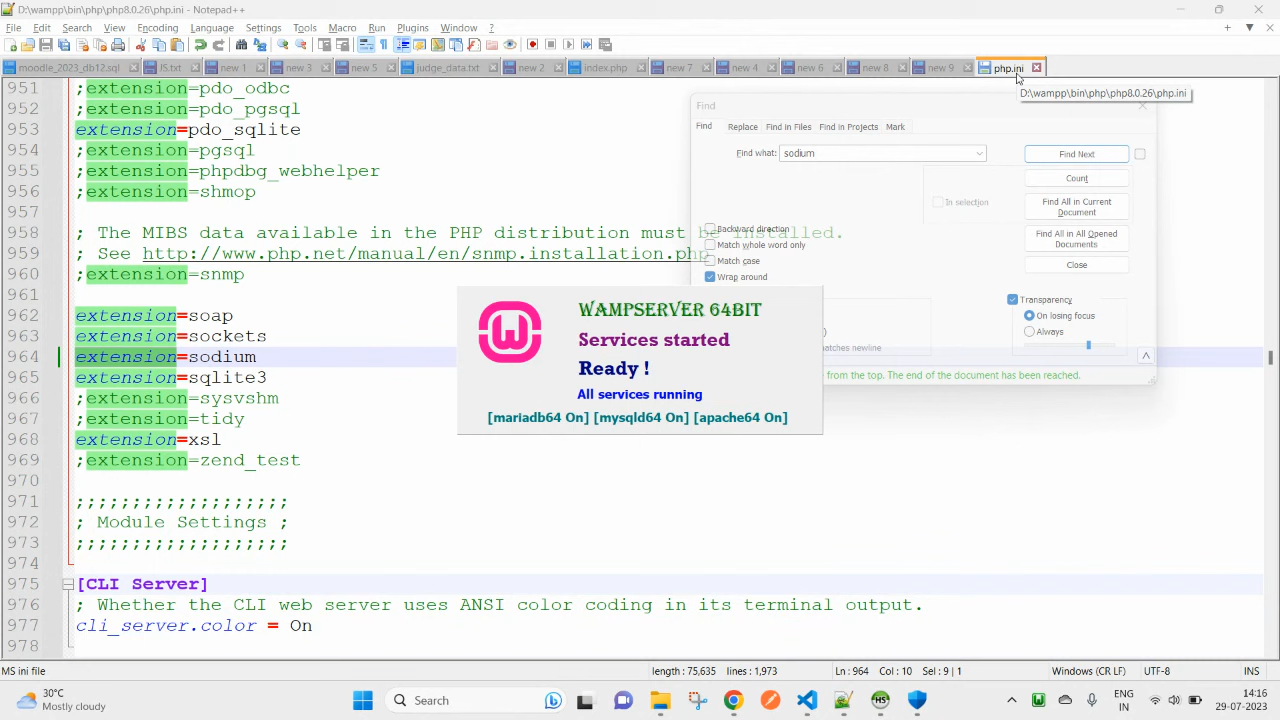 D:\wampp\bin\php\php8.0.26\php.ini - Notepad++
File Edit Search View Encoding Language Settings Tools Macro Run Plugins Window ?
moodle_2023_db12.sql JS.txt new 1 new 3 new 5 judge_data.txt new 2 index.php new 7 new 4 new 6 new 8 new 9 php.ini
D:\wampp\bin\php\php8.0.26\php.ini
951 ;extension=pdo_odbc
952 ;extension=pdo_pgsql
953 extension=pdo_sqlite
954 ;extension=pgsql
955 ;extension=phpdbg_webhelper
956 ;extension=shmop
957
958 ; The MIBS data available in the PHP distribution must be installed.
959 ; See http://www.php.net/manual/en/snmp.installation.php
960 ;extension=snmp
961
962 extension=soap
963 extension=sockets
964 extension=sodium
965 extension=sqlite3
966 ;extension=sysvshm
967 ;extension=tidy
968 extension=xsl
969 ;extension=zend_test
970
971 ;;;;;;;;;;;;;;;;;;;
972 ; Module Settings ;
973 ;;;;;;;;;;;;;;;;;;;
974
975 [CLI Server]
976 ; Whether the CLI web server uses ANSI color coding in its terminal output.
977 cli_server.color = On
978
Find
Find Replace Find in Files Find in Projects Mark
Find what: sodium
Find Next
Count
In selection
Find All in Current Document
Find All in All Opened Documents
Close
Backward direction
Match whole word only
Match case
Wrap around
Transparency
On losing focus
Always
matches newline
from the top. The end of the document has been reached.
WAMPSERVER 64BIT
Services started
Ready !
All services running
[mariadb64 On] [mysqld64 On] [apache64 On]
MS ini file length : 75,635 lines : 1,973 Ln : 964 Col : 10 Sel : 9 | 1 Windows (CR LF) UTF-8 INS
30°C
Mostly cloudy
Search
ENG
IN
14:16
29-07-2023